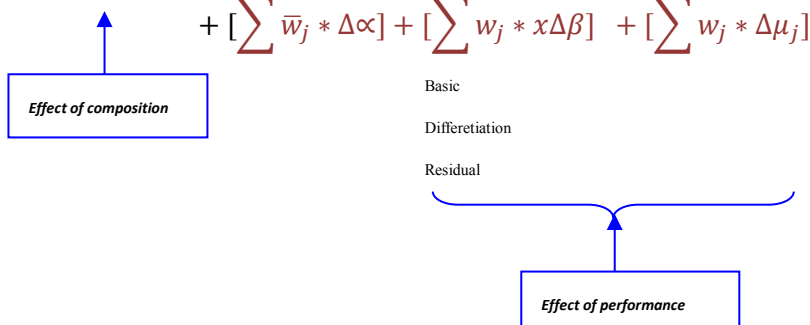 + [∑ w̅ⱼ * Δ∝] + [∑ wⱼ * xΔβ] + [∑ wⱼ * Δμⱼ]
Effect of composition
Basic
Differetiation
Residual
Effect of performance